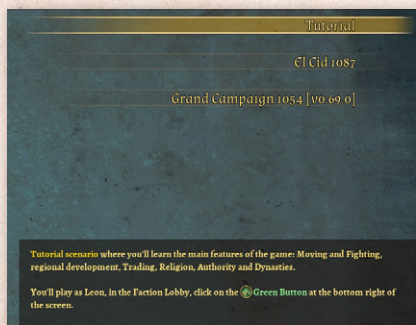 Tutorial
El Cid 1087
Grand Campaign 1054 [v0.69.0]
Tutorial scenario where you'll learn the main features of the game: Moving and Fighting,
regional development, Trading, Religion, Authority and Dynasties.
You'll play as Leon, in the Faction Lobby, click on the Green Button at the bottom right of
the screen.